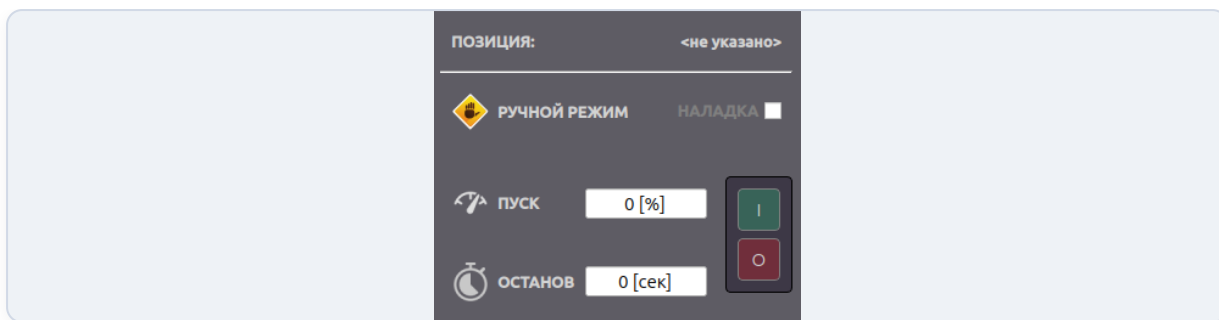 ПОЗИЦИЯ: <не указано>
РУЧНОЙ РЕЖИМ НАЛАДКА
ПУСК 0 [%] I
ОСТАНОВ 0 [сек] O